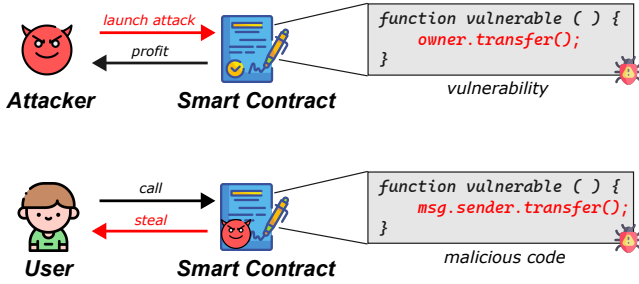 launch attack
profit
Attacker
Smart Contract
function vulnerable ( ) {
owner.transfer();
}
vulnerability
call
steal
User
Smart Contract
function vulnerable ( ) {
msg.sender.transfer();
}
malicious code